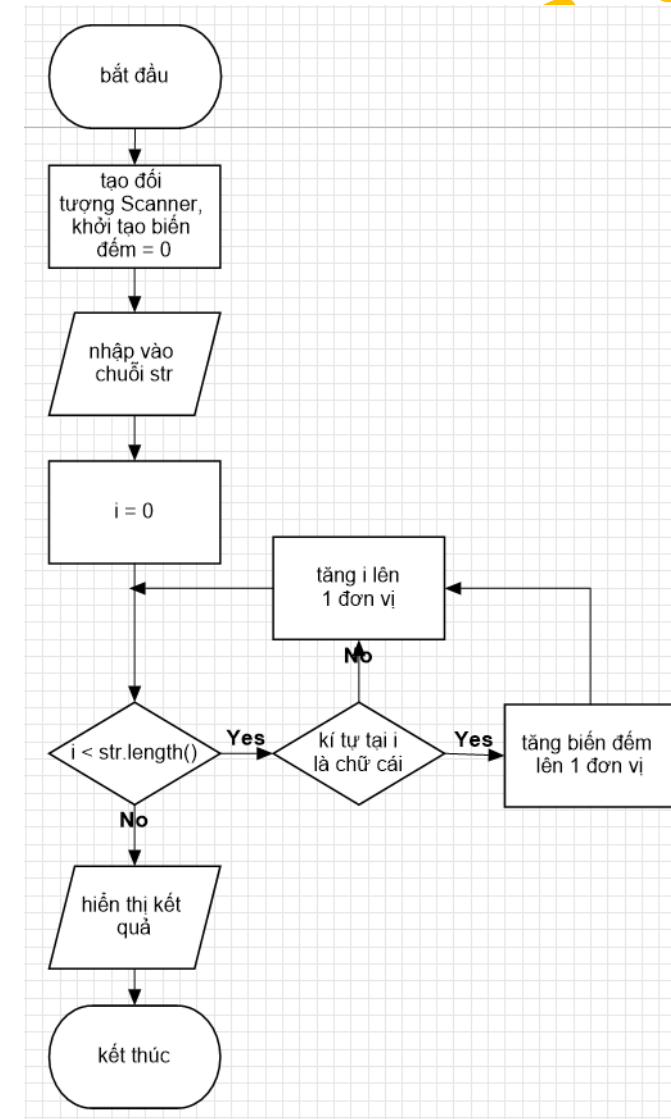 bắt đầu
tạo đối
tượng Scanner,
khởi tạo biến
đếm = 0
nhập vào
chuỗi str
i = 0
tăng i lên
1 đơn vị
No
i < str.length()
Yes
kí tự tại i
là chữ cái
Yes
tăng biến đếm
lên 1 đơn vị
No
hiển thị kết
quả
kết thúc